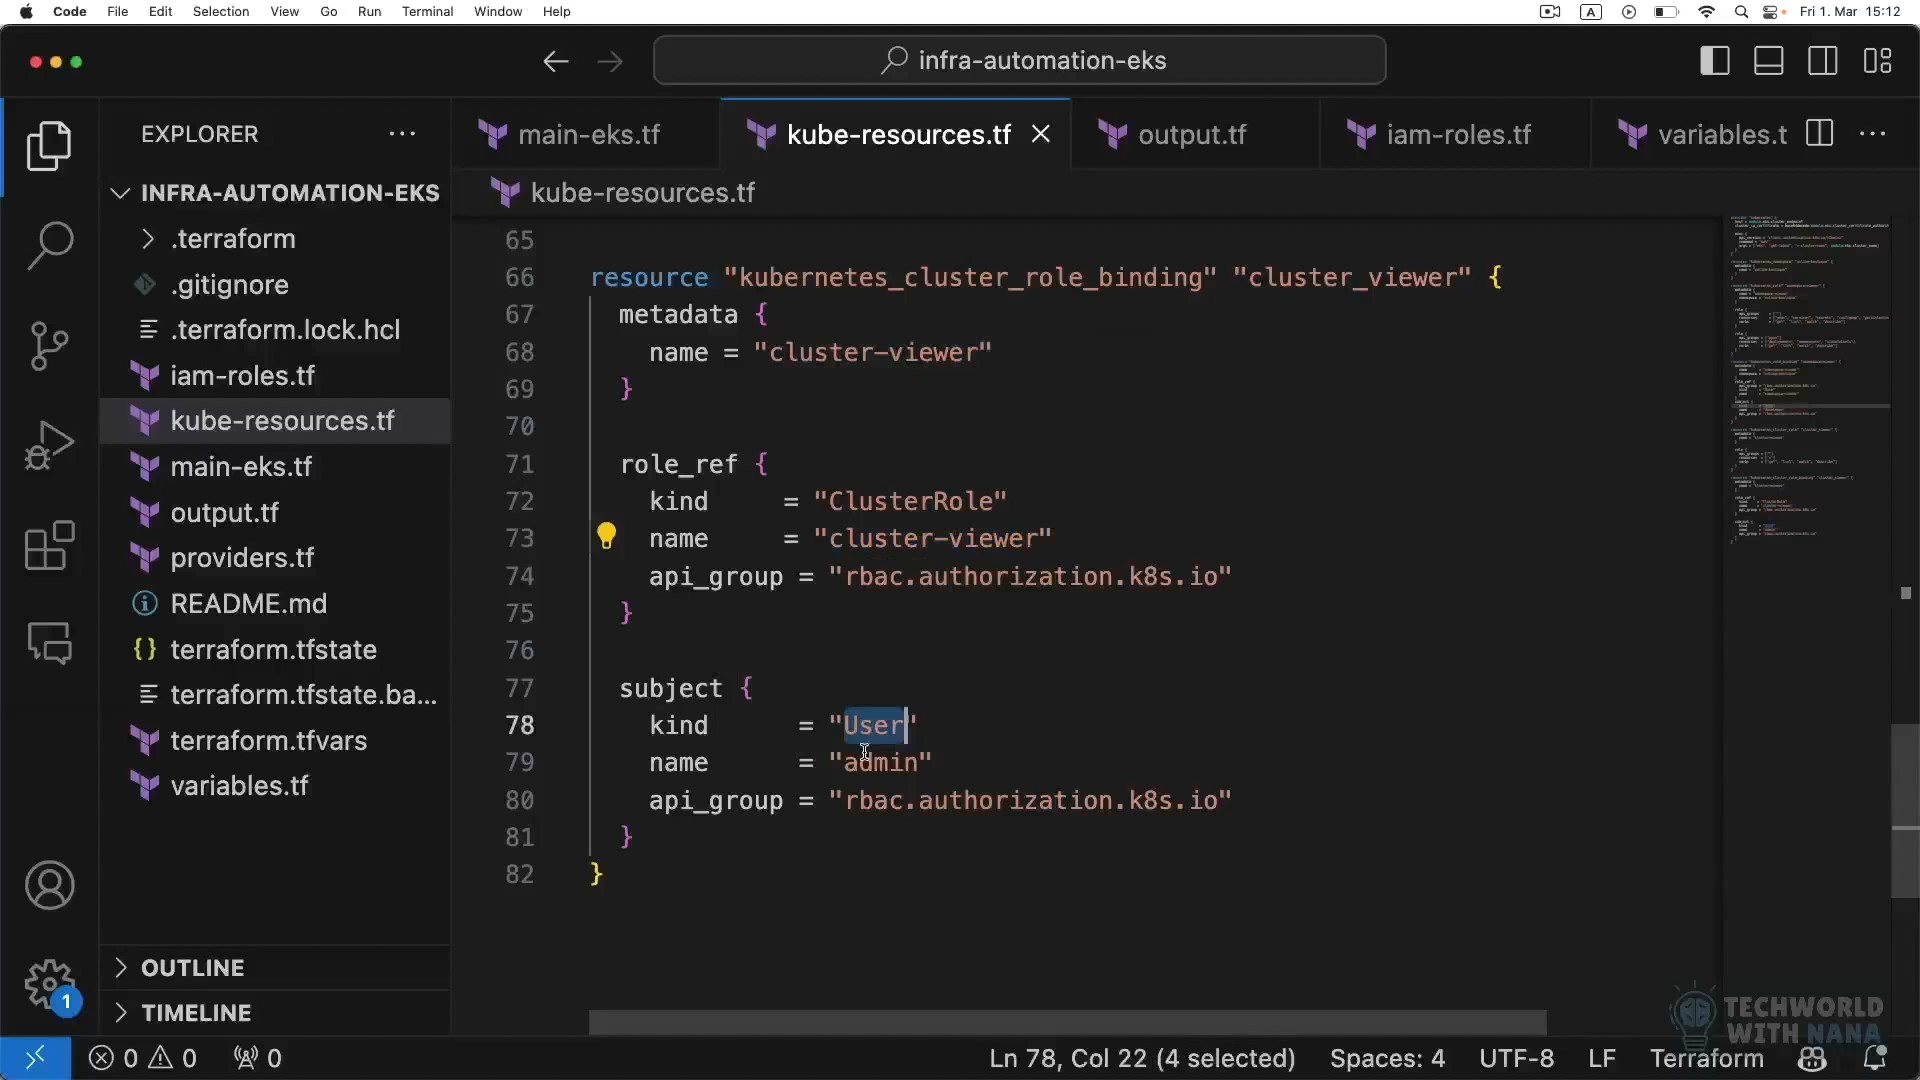 Code File Edit Selection View Go Run Terminal Window Help A Fri 1. Mar 15:12
infra-automation-eks
EXPLORER
INFRA-AUTOMATION-EKS
.terraform
.gitignore
.terraform.lock.hcl
iam-roles.tf
kube-resources.tf
main-eks.tf
output.tf
providers.tf
README.md
{} terraform.tfstate
terraform.tfstate.ba...
terraform.tfvars
variables.tf
OUTLINE
TIMELINE
1
main-eks.tf kube-resources.tf output.tf iam-roles.tf variables.t
kube-resources.tf
65
66 resource "kubernetes_cluster_role_binding" "cluster_viewer" {
67 metadata {
68 name = "cluster-viewer"
69 }
70
71 role_ref {
72 kind = "ClusterRole"
73 name = "cluster-viewer"
74 api_group = "rbac.authorization.k8s.io"
75 }
76
77 subject {
78 kind = "User"
79 name = "admin"
80 api_group = "rbac.authorization.k8s.io"
81 }
82 }
TECHWORLD
WITH NANA
0 0 0 Ln 78, Col 22 (4 selected) Spaces: 4 UTF-8 LF Terraform